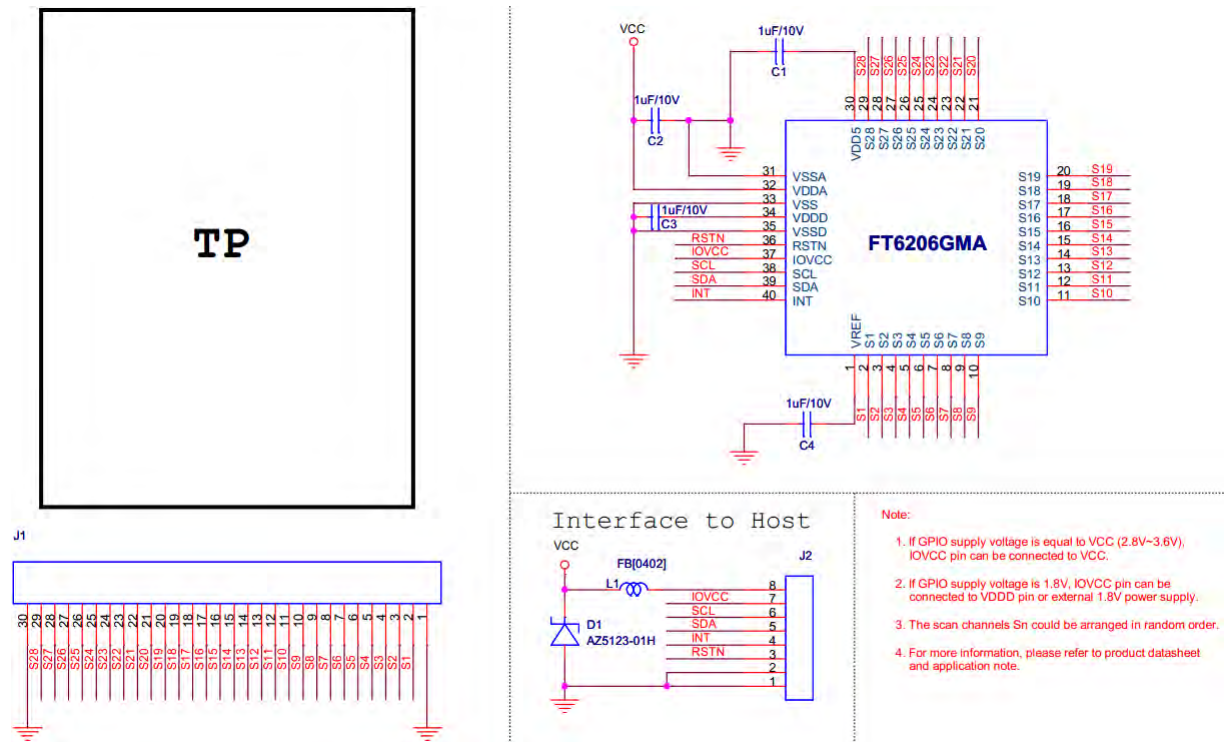 TP
J1
30
29
28
27
26
25
24
23
22
21
20
19
18
17
16
15
14
13
12
11
10
9
8
7
6
5
4
3
2
1
S28
S27
S26
S25
S24
S23
S22
S21
S20
S19
S18
S17
S16
S15
S14
S13
S12
S11
S10
S9
S8
S7
S6
S5
S4
S3
S2
S1
VCC
1uF/10V
C1
1uF/10V
C2
S28
S27
S26
S25
S24
S23
S22
S21
S20
30
29
28
27
26
25
24
23
22
21
VDD5
S28
S27
S26
S25
S24
S23
S22
S21
S20
31 VSSA
32 VDDA
33 VSS
1uF/10V 34 VDDD
C3 35 VSSD
RSTN 36 RSTN
IOVCC 37 IOVCC
SCL 38 SCL
SDA 39 SDA
INT 40 INT
FT6206GMA
S19 20 S19
S18 19 S18
S17 18 S17
S16 17 S16
S15 16 S15
S14 15 S14
S13 14 S13
S12 13 S12
S11 12 S11
S10 11 S10
VREF
S1
S2
S3
S4
S5
S6
S7
S8
S9
1
2
3
4
5
6
7
8
9
10
S1
S2
S3
S4
S5
S6
S7
S8
S9
1uF/10V
C4
Interface to Host
VCC
FB[0402]
L1
J2
D1
AZ5123-01H
8
IOVCC 7
SCL 6
SDA 5
INT 4
RSTN 3
2
1
Note:
1. If GPIO supply voltage is equal to VCC (2.8V~3.6V),
IOVCC pin can be connected to VCC.
2. If GPIO supply voltage is 1.8V, IOVCC pin can be
connected to VDDD pin or external 1.8V power supply.
3. The scan channels Sn could be arranged in random order.
4. For more information, please refer to product datasheet
and application note.